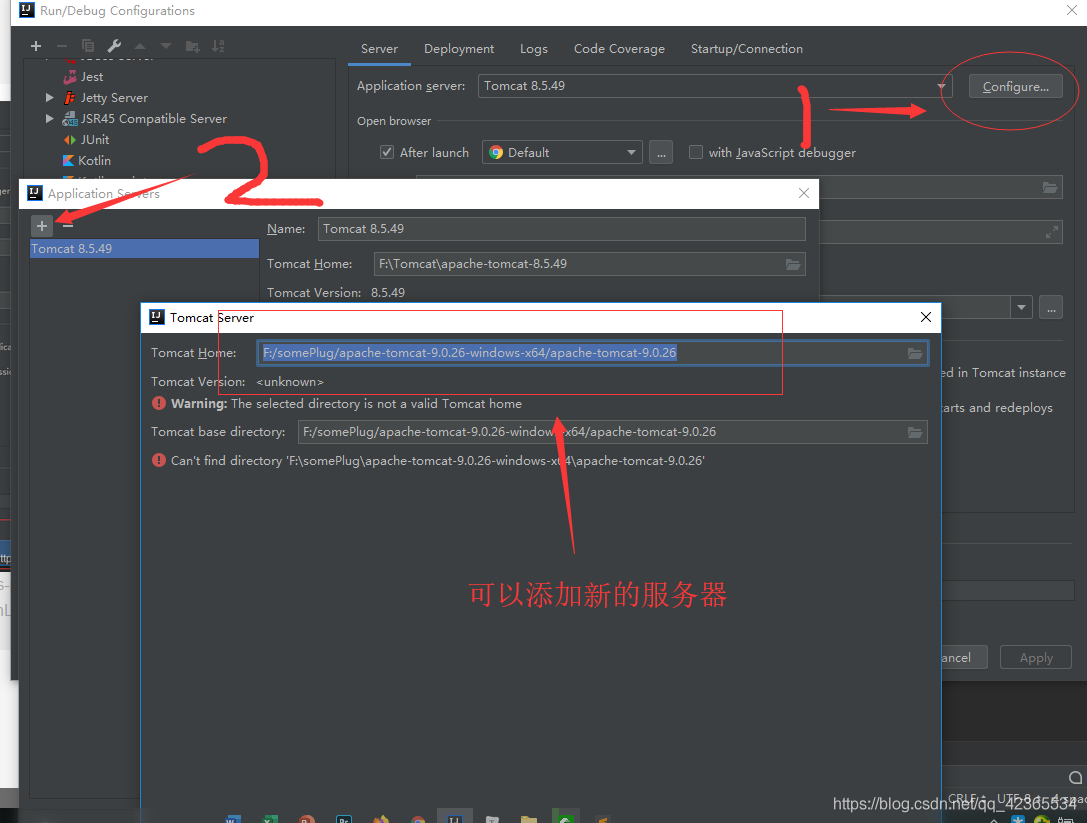 Run/Debug Configurations
Jest
Jetty Server
JSR45 Compatible Server
JUnit
Kotlin
Server Deployment Logs Code Coverage Startup/Connection
Application server: Tomcat 8.5.49 Configure...
Open browser
After launch Default ... with JavaScript debugger
1
2
Application Servers
Tomcat 8.5.49
Name: Tomcat 8.5.49
Tomcat Home: F:\Tomcat\apache-tomcat-8.5.49
Tomcat Version: 8.5.49
...
ed in Tomcat instance
arts and redeploys
Tomcat Server
Tomcat Home: F:/somePlug/apache-tomcat-9.0.26-windows-x64/apache-tomcat-9.0.26
Tomcat Version: <unknown>
Warning: The selected directory is not a valid Tomcat home
Tomcat base directory: F:/somePlug/apache-tomcat-9.0.26-windows-x64/apache-tomcat-9.0.26
Can't find directory 'F:\somePlug\apache-tomcat-9.0.26-windows-x64\apache-tomcat-9.0.26'
可以添加新的服务器
ancel Apply
CRLF UTF-8 4 spac
https://blog.csdn.net/qq_42365534